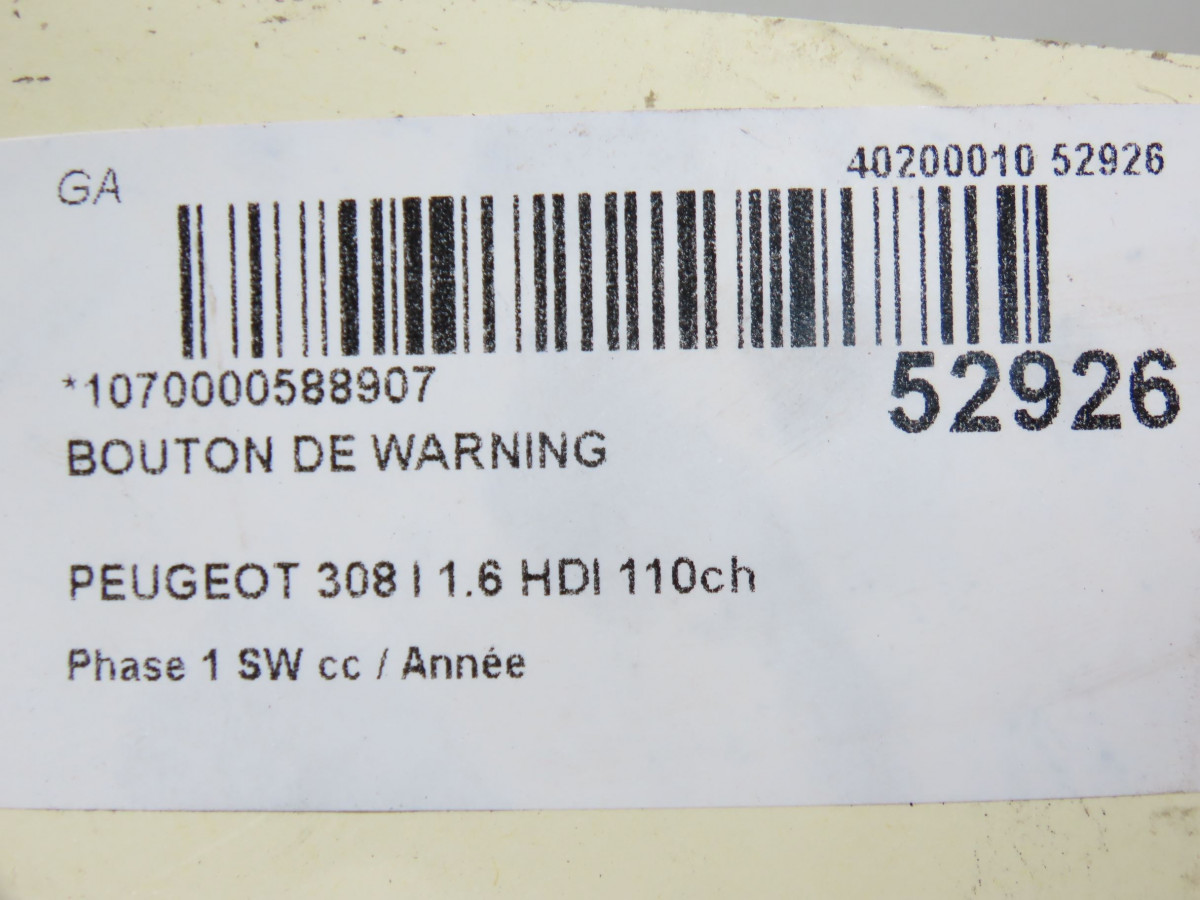 GA
40200010 52926
*1070000588907
52926
BOUTON DE WARNING
PEUGEOT 308 I 1.6 HDI 110ch
Phase 1 SW cc / Année